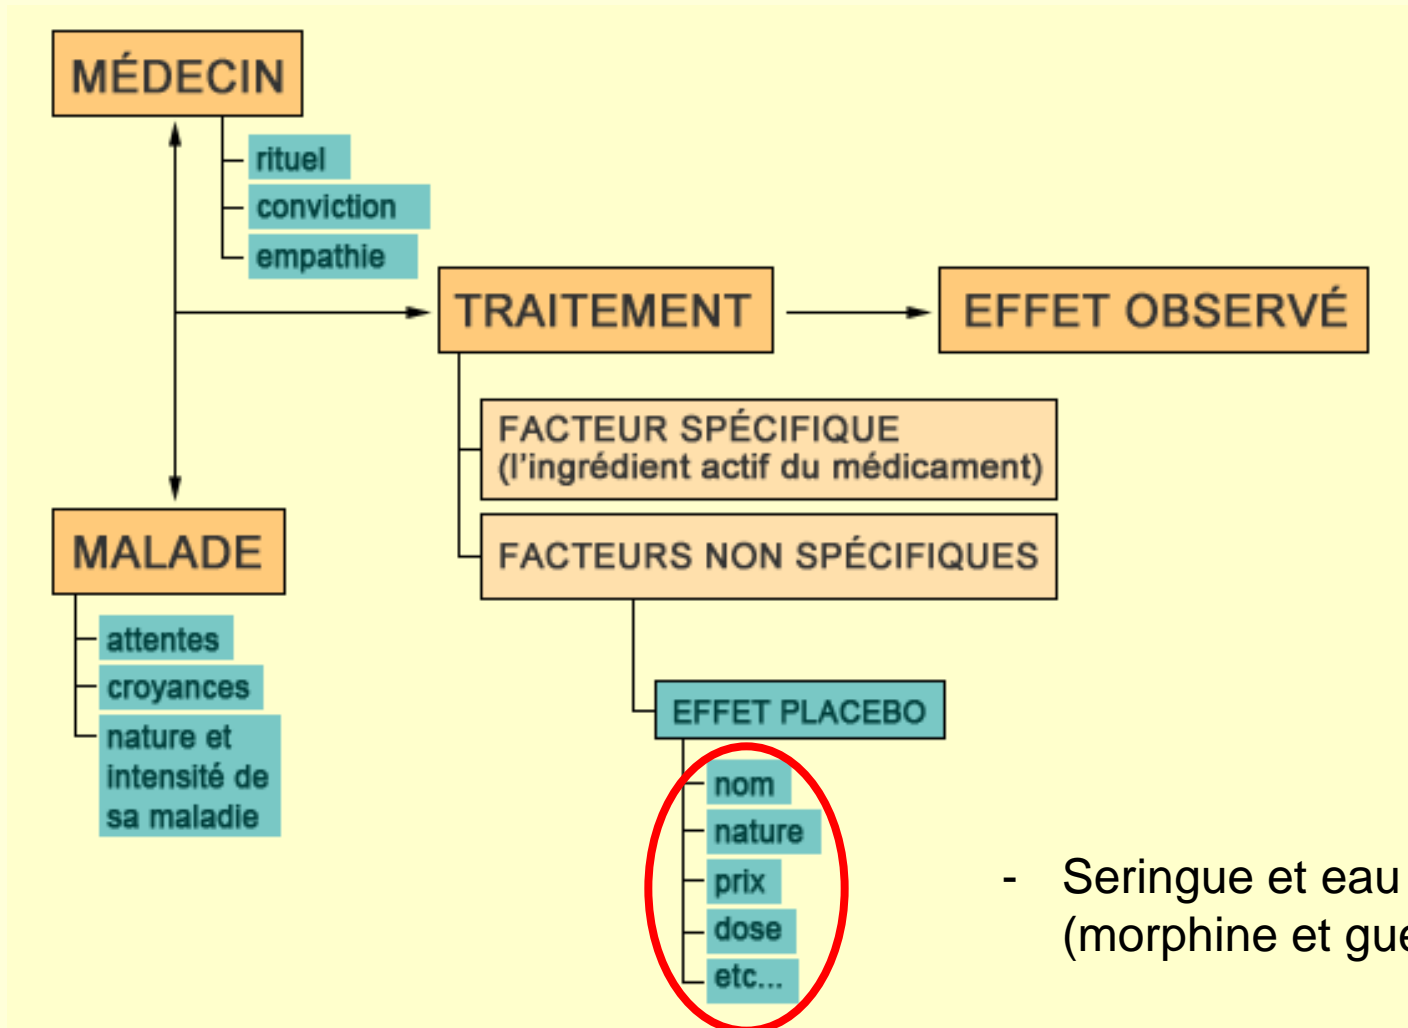 MÉDECIN
rituel
conviction
empathie
TRAITEMENT
EFFET OBSERVÉ
FACTEUR SPÉCIFIQUE
(l'ingrédient actif du médicament)
FACTEURS NON SPÉCIFIQUES
MALADE
attentes
croyances
nature et
intensité de
sa maladie
EFFET PLACEBO
nom
nature
prix
dose
etc...
- Seringue et eau
(morphine et